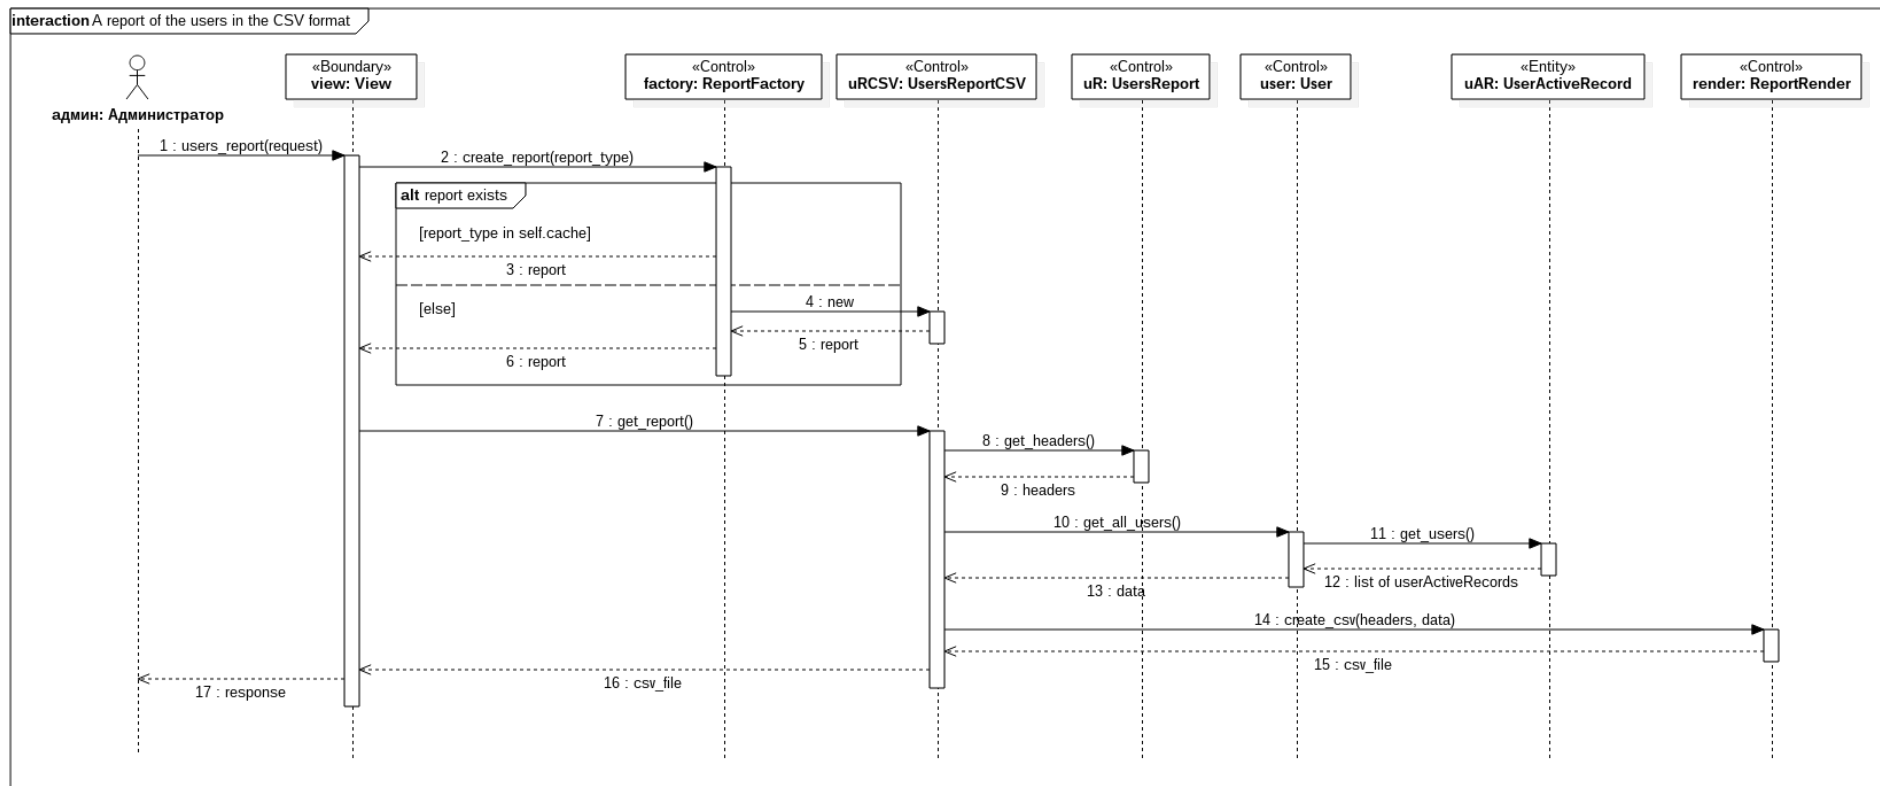 interaction A report of the users in the CSV format
«Boundary»
view: View
«Control»
factory: ReportFactory
«Control»
uRCSV: UsersReportCSV
«Control»
uR: UsersReport
«Control»
user: User
«Entity»
uAR: UserActiveRecord
«Control»
render: ReportRender
админ: Администратор
1 : users_report(request)
2 : create_report(report_type)
alt report exists
[report_type in self.cache]
3 : report
[else]
4 : new
5 : report
6 : report
7 : get_report()
8 : get_headers()
9 : headers
10 : get_all_users()
11 : get_users()
12 : list of userActiveRecords
13 : data
14 : create_csv(headers, data)
15 : csv_file
16 : csv_file
17 : response